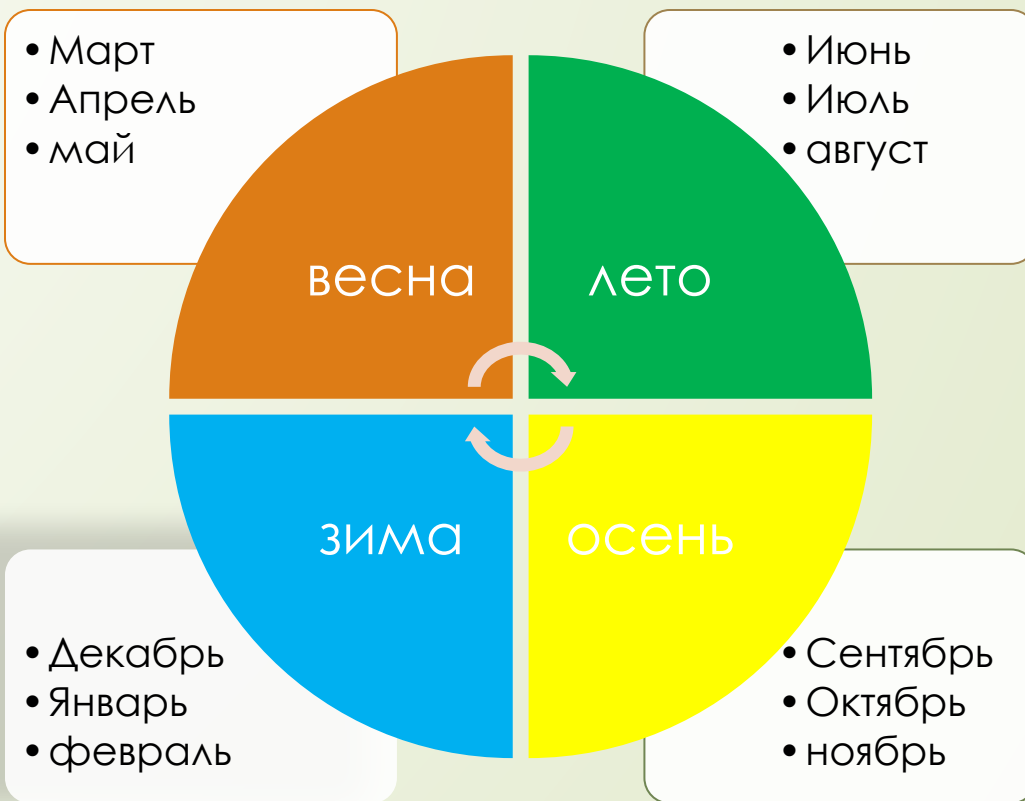 Март
Апрель
май
Июнь
Июль
август
весна
лето
зима
осень
Декабрь
Январь
февраль
Сентябрь
Октябрь
ноябрь